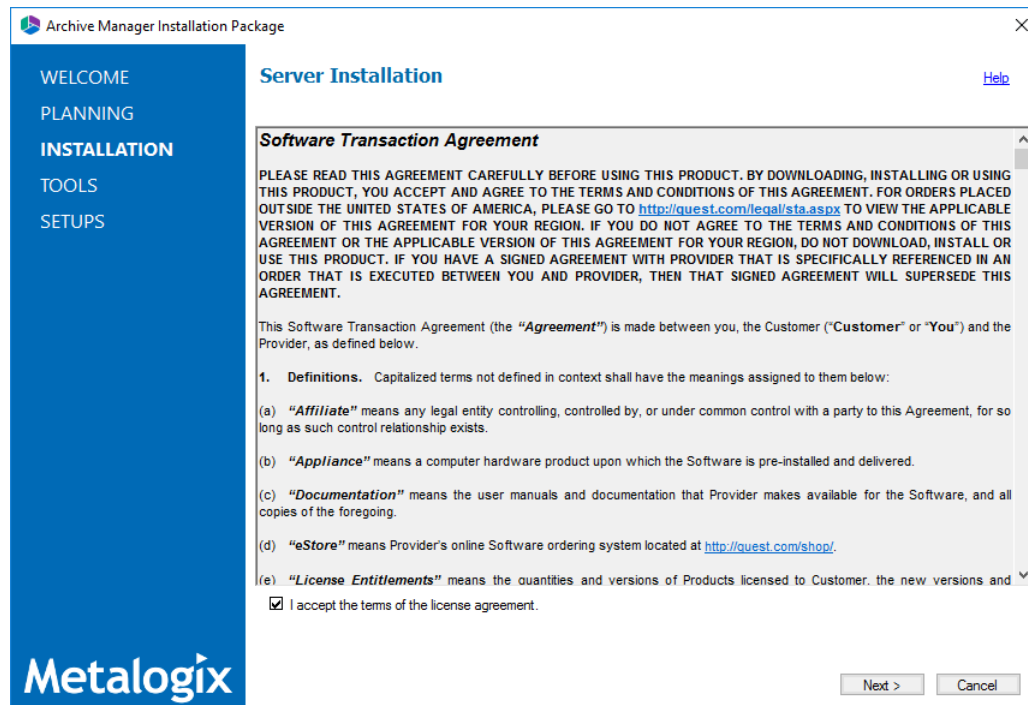 Archive Manager Installation Package
WELCOME
PLANNING
INSTALLATION
TOOLS
SETUPS
Server Installation
Help
Software Transaction Agreement
PLEASE READ THIS AGREEMENT CAREFULLY BEFORE USING THIS PRODUCT. BY DOWNLOADING, INSTALLING OR USING
THIS PRODUCT, YOU ACCEPT AND AGREE TO THE TERMS AND CONDITIONS OF THIS AGREEMENT. FOR ORDERS PLACED
OUTSIDE THE UNITED STATES OF AMERICA, PLEASE GO TO http://quest.com/legal/sta.aspx TO VIEW THE APPLICABLE
VERSION OF THIS AGREEMENT FOR YOUR REGION. IF YOU DO NOT AGREE TO THE TERMS AND CONDITIONS OF THIS
AGREEMENT OR THE APPLICABLE VERSION OF THIS AGREEMENT FOR YOUR REGION, DO NOT DOWNLOAD, INSTALL OR
USE THIS PRODUCT. IF YOU HAVE A SIGNED AGREEMENT WITH PROVIDER THAT IS SPECIFICALLY REFERENCED IN AN
ORDER THAT IS EXECUTED BETWEEN YOU AND PROVIDER, THEN THAT SIGNED AGREEMENT WILL SUPERSEDE THIS
AGREEMENT.
This Software Transaction Agreement (the “Agreement”) is made between you, the Customer (“Customer” or “You”) and the
Provider, as defined below.
1. Definitions. Capitalized terms not defined in context shall have the meanings assigned to them below:
(a) “Affiliate” means any legal entity controlling, controlled by, or under common control with a party to this Agreement, for so
long as such control relationship exists.
(b) “Appliance” means a computer hardware product upon which the Software is pre-installed and delivered.
(c) “Documentation” means the user manuals and documentation that Provider makes available for the Software, and all
copies of the foregoing.
(d) “eStore” means Provider’s online Software ordering system located at http://quest.com/shop/.
(e) “License Entitlements” means the quantities and versions of Products licensed to Customer, the new versions and
I accept the terms of the license agreement.
Metalogix
Next >
Cancel